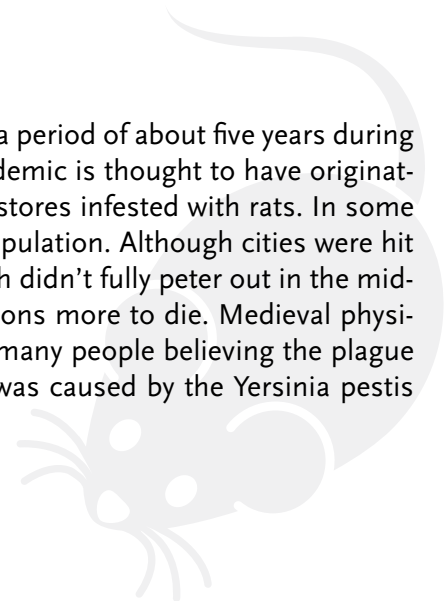 a period of about five years during
demic is thought to have originat-
stores infested with rats. In some
pulation. Although cities were hit
h didn’t fully peter out in the mid-
ons more to die. Medieval physi-
many people believing the plague
was caused by the Yersinia pestis